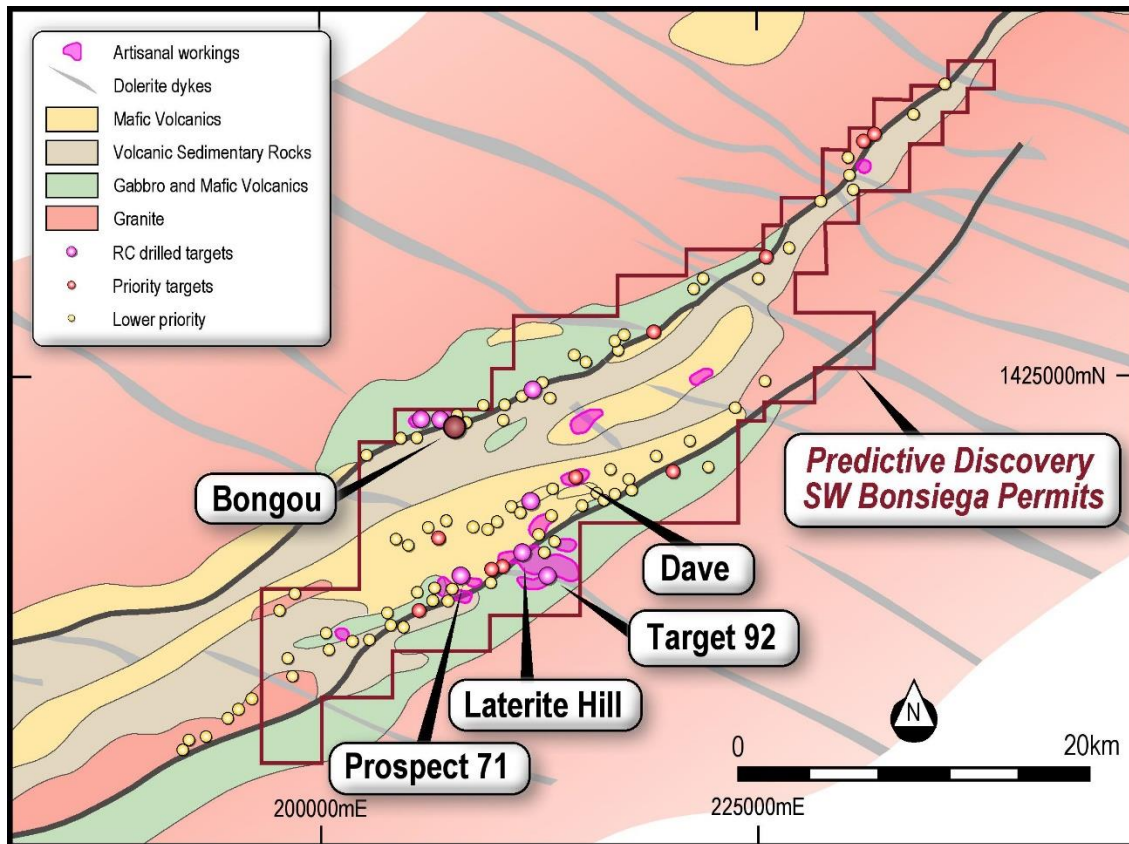 Artisanal workings
Dolerite dykes
Mafic Volcanics
Volcanic Sedimentary Rocks
Gabbro and Mafic Volcanics
Granite
RC drilled targets
Priority targets
Lower priority
1425000mN
Predictive Discovery
SW Bonsiega Permits
Bongou
Dave
Target 92
Laterite Hill
Prospect 71
N
0
20km
200000mE
225000mE